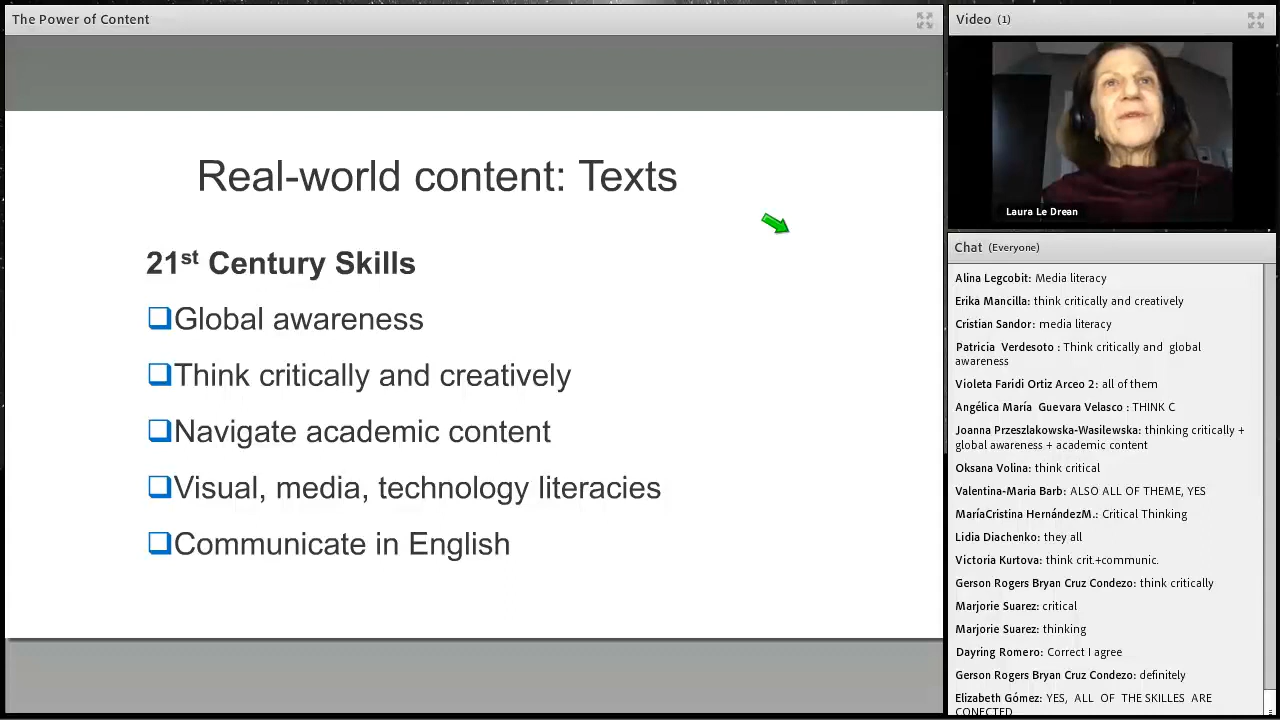 The Power of Content
Real-world content: Texts
21st Century Skills
Global awareness
Think critically and creatively
Navigate academic content
Visual, media, technology literacies
Communicate in English
Video (1)
Laura Le Drean
Chat (Everyone)
Alina Legcobit: Media literacy
Erika Mancilla: think critically and creatively
Cristian Sandor: media literacy
Patricia Verdesoto : Think critically and global
awareness
Violeta Faridi Ortiz Arceo 2: all of them
Angélica María Guevara Velasco : THINK C
Joanna Przeszlakowska-Wasilewska: thinking critically +
global awareness + academic content
Oksana Volina: think critical
Valentina-Maria Barb: ALSO ALL OF THEME, YES
MaríaCristina HernándezM.: Critical Thinking
Lidia Diachenko: they all
Victoria Kurtova: think crit.+communic.
Gerson Rogers Bryan Cruz Condezo: think critically
Marjorie Suarez: critical
Marjorie Suarez: thinking
Dayring Romero: Correct I agree
Gerson Rogers Bryan Cruz Condezo: definitely
Elizabeth Gómez: YES, ALL OF THE SKILLES ARE
CONECTED